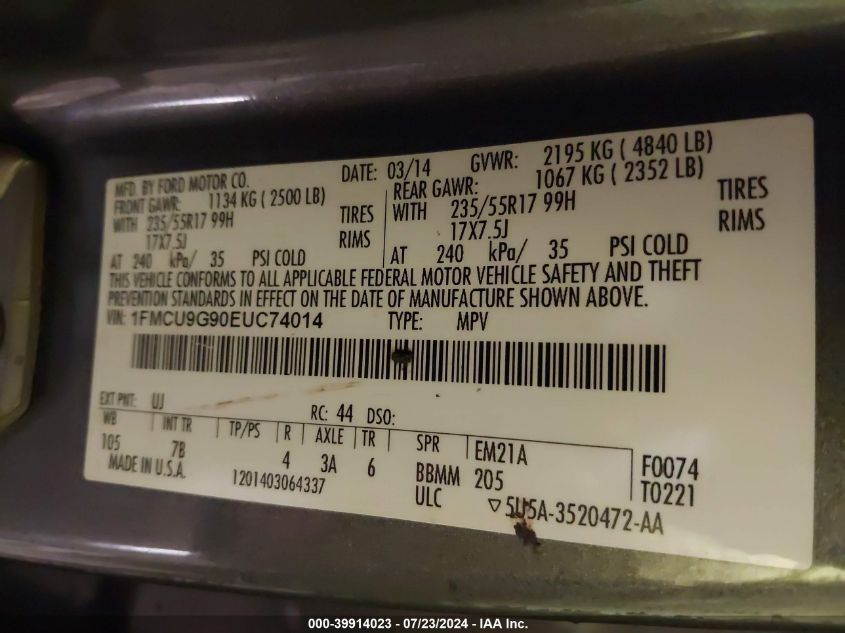 MFD. BY FORD MOTOR CO. DATE: 03/14 GVWR: 2195 KG ( 4840 LB)
FRONT GAWR: 1134 KG ( 2500 LB) REAR GAWR: 1067 KG ( 2352 LB)
WITH 235/55R17 99H TIRES WITH 235/55R17 99H TIRES
17X7.5J RIMS 17X7.5J RIMS
AT 240 kPa/ 35 PSI COLD AT 240 kPa/ 35 PSI COLD
THIS VEHICLE CONFORMS TO ALL APPLICABLE FEDERAL MOTOR VEHICLE SAFETY AND THEFT
PREVENTION STANDARDS IN EFFECT ON THE DATE OF MANUFACTURE SHOWN ABOVE.
VIN: 1FMCU9G90EUC74014 TYPE: MPV
EXT PNT: UJ RC: 44 DSO:
WB INT TR TP/PS R AXLE TR SPR EM21A F0074
105 7B 4 3A 6 BBMM 205 T0221
MADE IN U.S.A. 1201403064337 ULC ▽5U5A-3520472-AA
000-39914023 - 07/23/2024 - IAA Inc.